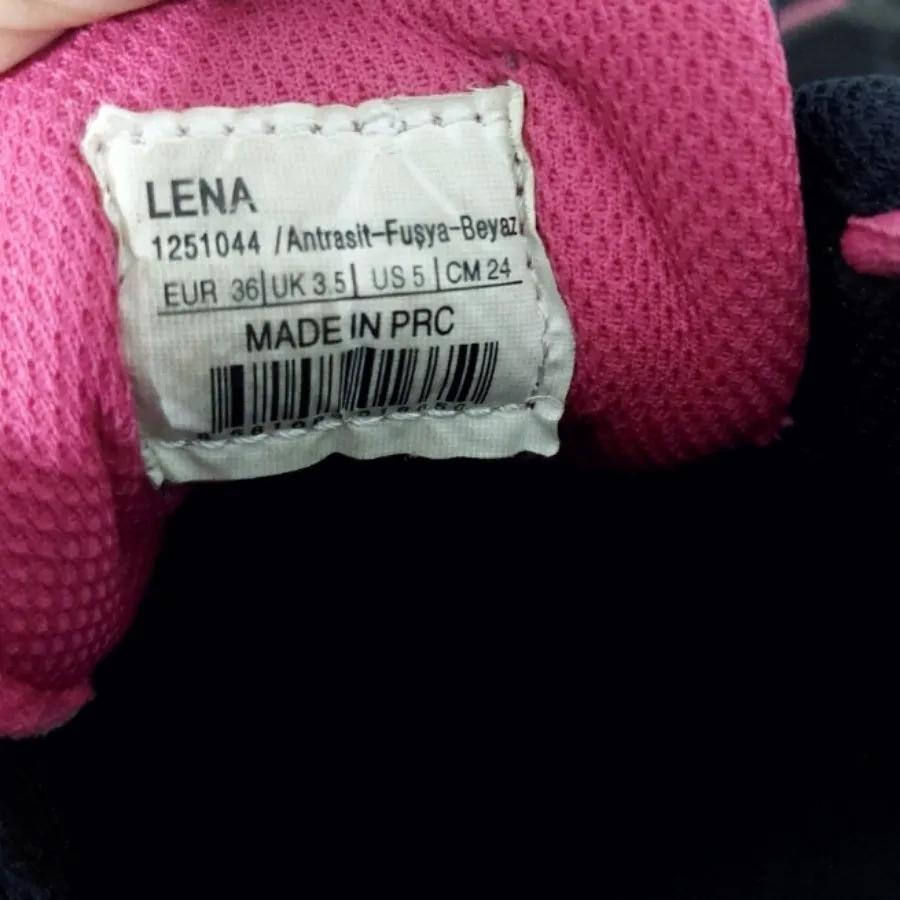 LENA
1251044 /Antrasit-Fuşya-Beyaz
EUR 36|UK 3.5| US 5 |CM 24
MADE IN PRC